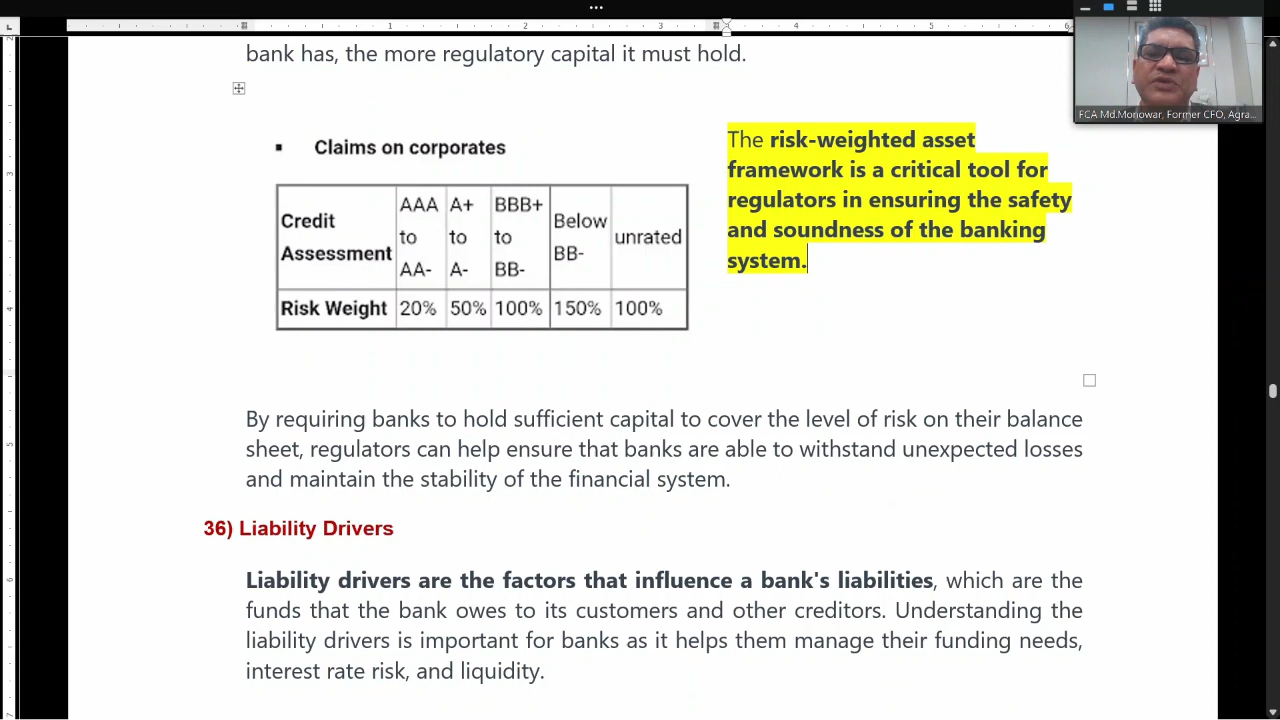 bank has, the more regulatory capital it must hold.
FCA Md.Monowar, Former CFO, Agra...
▪ Claims on corporates
Credit Assessment | AAA to AA- | A+ to A- | BBB+ to BB- | Below BB- | unrated
Risk Weight | 20% | 50% | 100% | 150% | 100%
The risk-weighted asset
framework is a critical tool for
regulators in ensuring the safety
and soundness of the banking
system.
By requiring banks to hold sufficient capital to cover the level of risk on their balance
sheet, regulators can help ensure that banks are able to withstand unexpected losses
and maintain the stability of the financial system.
36) Liability Drivers
Liability drivers are the factors that influence a bank's liabilities, which are the
funds that the bank owes to its customers and other creditors. Understanding the
liability drivers is important for banks as it helps them manage their funding needs,
interest rate risk, and liquidity.